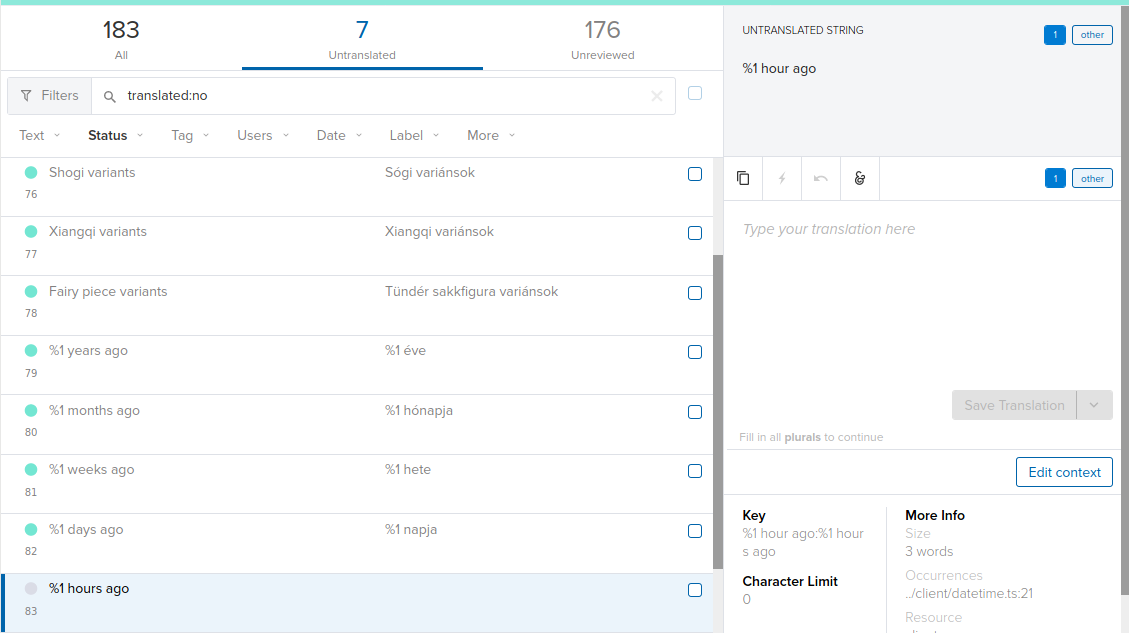 183
All
7
Untranslated
176
Unreviewed
Filters
translated:no
Text
Status
Tag
Users
Date
Label
More
Shogi variants
Sógi variánsok
76
Xiangqi variants
Xiangqi variánsok
77
Fairy piece variants
Tündér sakkfigura variánsok
78
%1 years ago
%1 éve
79
%1 months ago
%1 hónapja
80
%1 weeks ago
%1 hete
81
%1 days ago
%1 napja
82
%1 hours ago
83
UNTRANSLATED STRING
1
other
%1 hour ago
1
other
Type your translation here
Save Translation
Fill in all plurals to continue
Edit context
Key
%1 hour ago:%1 hour
s ago
Character Limit
0
More Info
Size
3 words
Occurrences
../client/datetime.ts:21
Resource